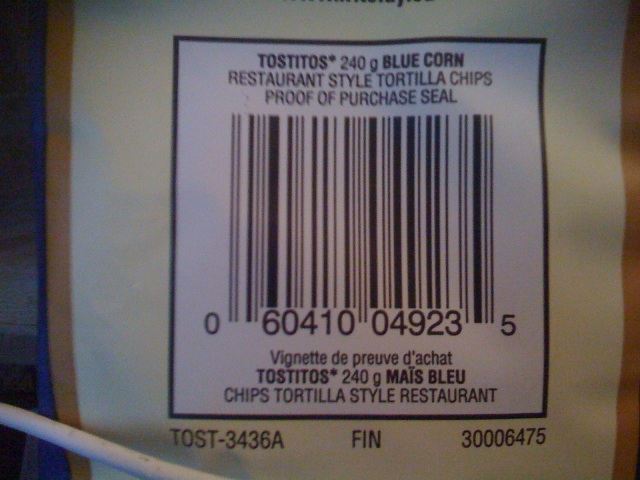 TOSTITOS* 240 g BLUE CORN
RESTAURANT STYLE TORTILLA CHIPS
PROOF OF PURCHASE SEAL
0 60410 04923 5
Vignette de preuve d'achat
TOSTITOS* 240 g MAÏS BLEU
CHIPS TORTILLA STYLE RESTAURANT
TOST-3436A FIN 30006475